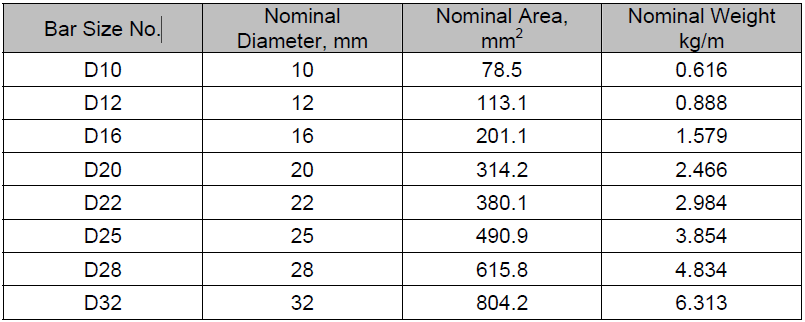 Bar Size No. Nominal Diameter, mm Nominal Area, mm2 Nominal Weight kg/m
D10 10 78.5 0.616
D12 12 113.1 0.888
D16 16 201.1 1.579
D20 20 314.2 2.466
D22 22 380.1 2.984
D25 25 490.9 3.854
D28 28 615.8 4.834
D32 32 804.2 6.313